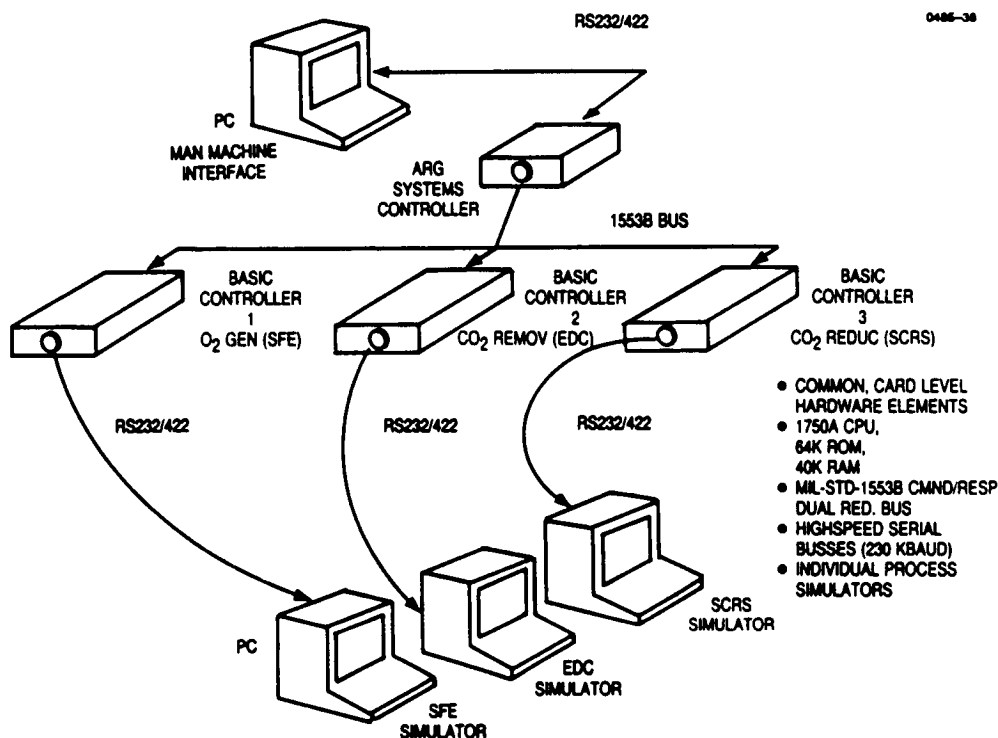 RS232/422
0485-36
PC
MAN MACHINE
INTERFACE
ARG
SYSTEMS
CONTROLLER
1553B BUS
BASIC
CONTROLLER
1
O₂ GEN (SFE)
BASIC
CONTROLLER
2
CO₂ REMOV (EDC)
BASIC
CONTROLLER
3
CO₂ REDUC (SCRS)
RS232/422
RS232/422
RS232/422
● COMMON, CARD LEVEL
HARDWARE ELEMENTS
● 1750A CPU,
64K ROM,
40K RAM
● MIL-STD-1553B CMND/RESP
DUAL RED. BUS
● HIGHSPEED SERIAL
BUSSES (230 KBAUD)
● INDIVIDUAL PROCESS
SIMULATORS
SCRS
SIMULATOR
PC
EDC
SIMULATOR
SFE
SIMULATOR